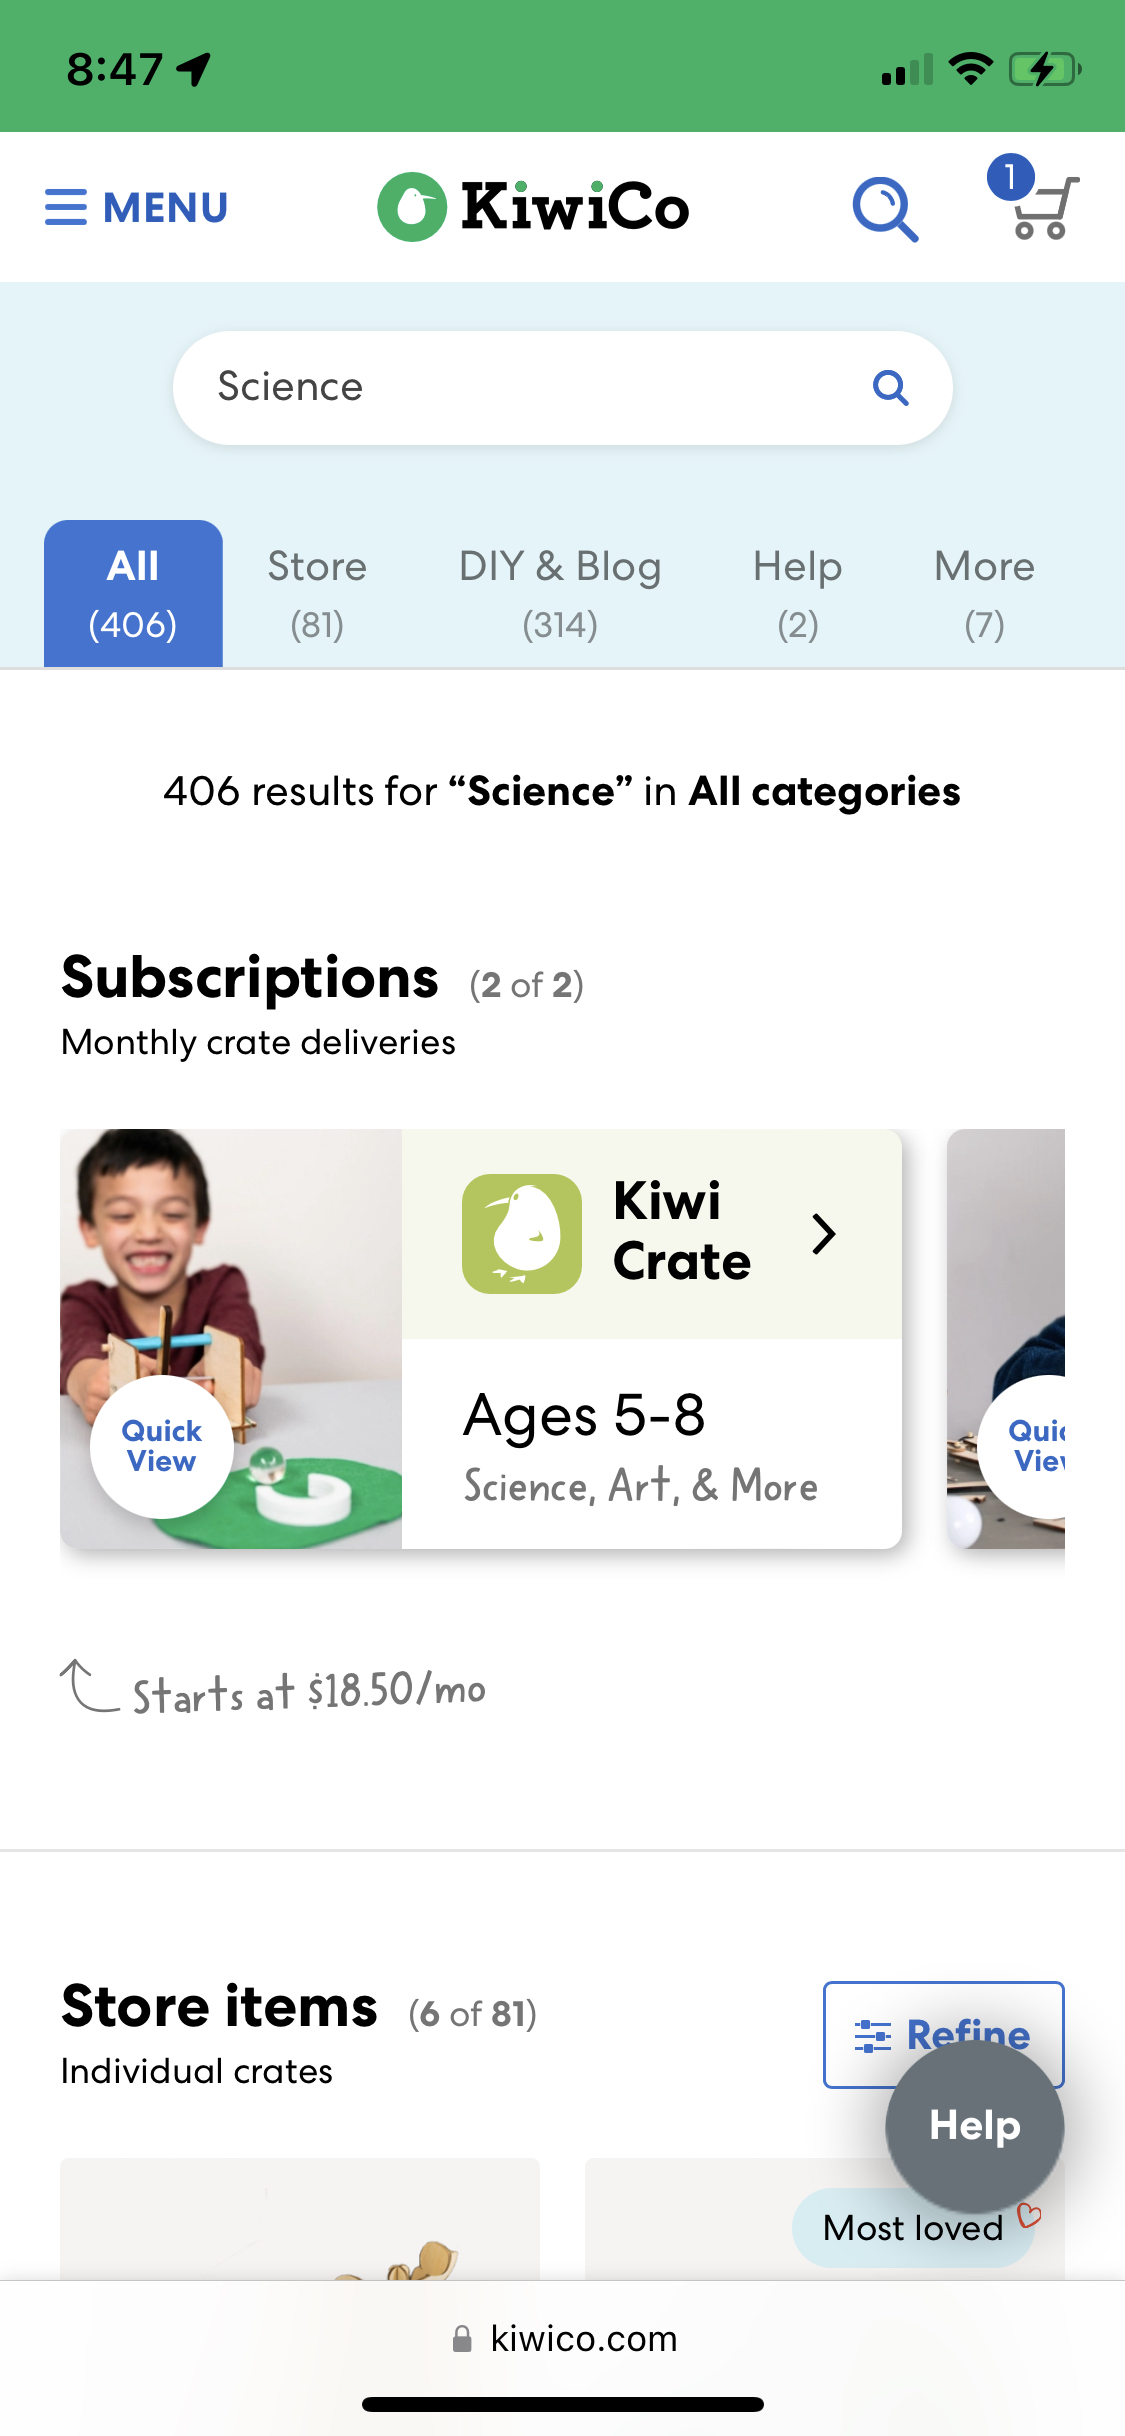 8:47
MENU
KiwiCo
1
Science
All
(406)
Store
(81)
DIY & Blog
(314)
Help
(2)
More
(7)
406 results for “Science” in All categories
Subscriptions (2 of 2)
Monthly crate deliveries
Kiwi
Crate
Quick
View
Ages 5-8
Science, Art, & More
Starts at $18.50/mo
Store items (6 of 81)
Individual crates
Refine
Help
Most loved
kiwico.com